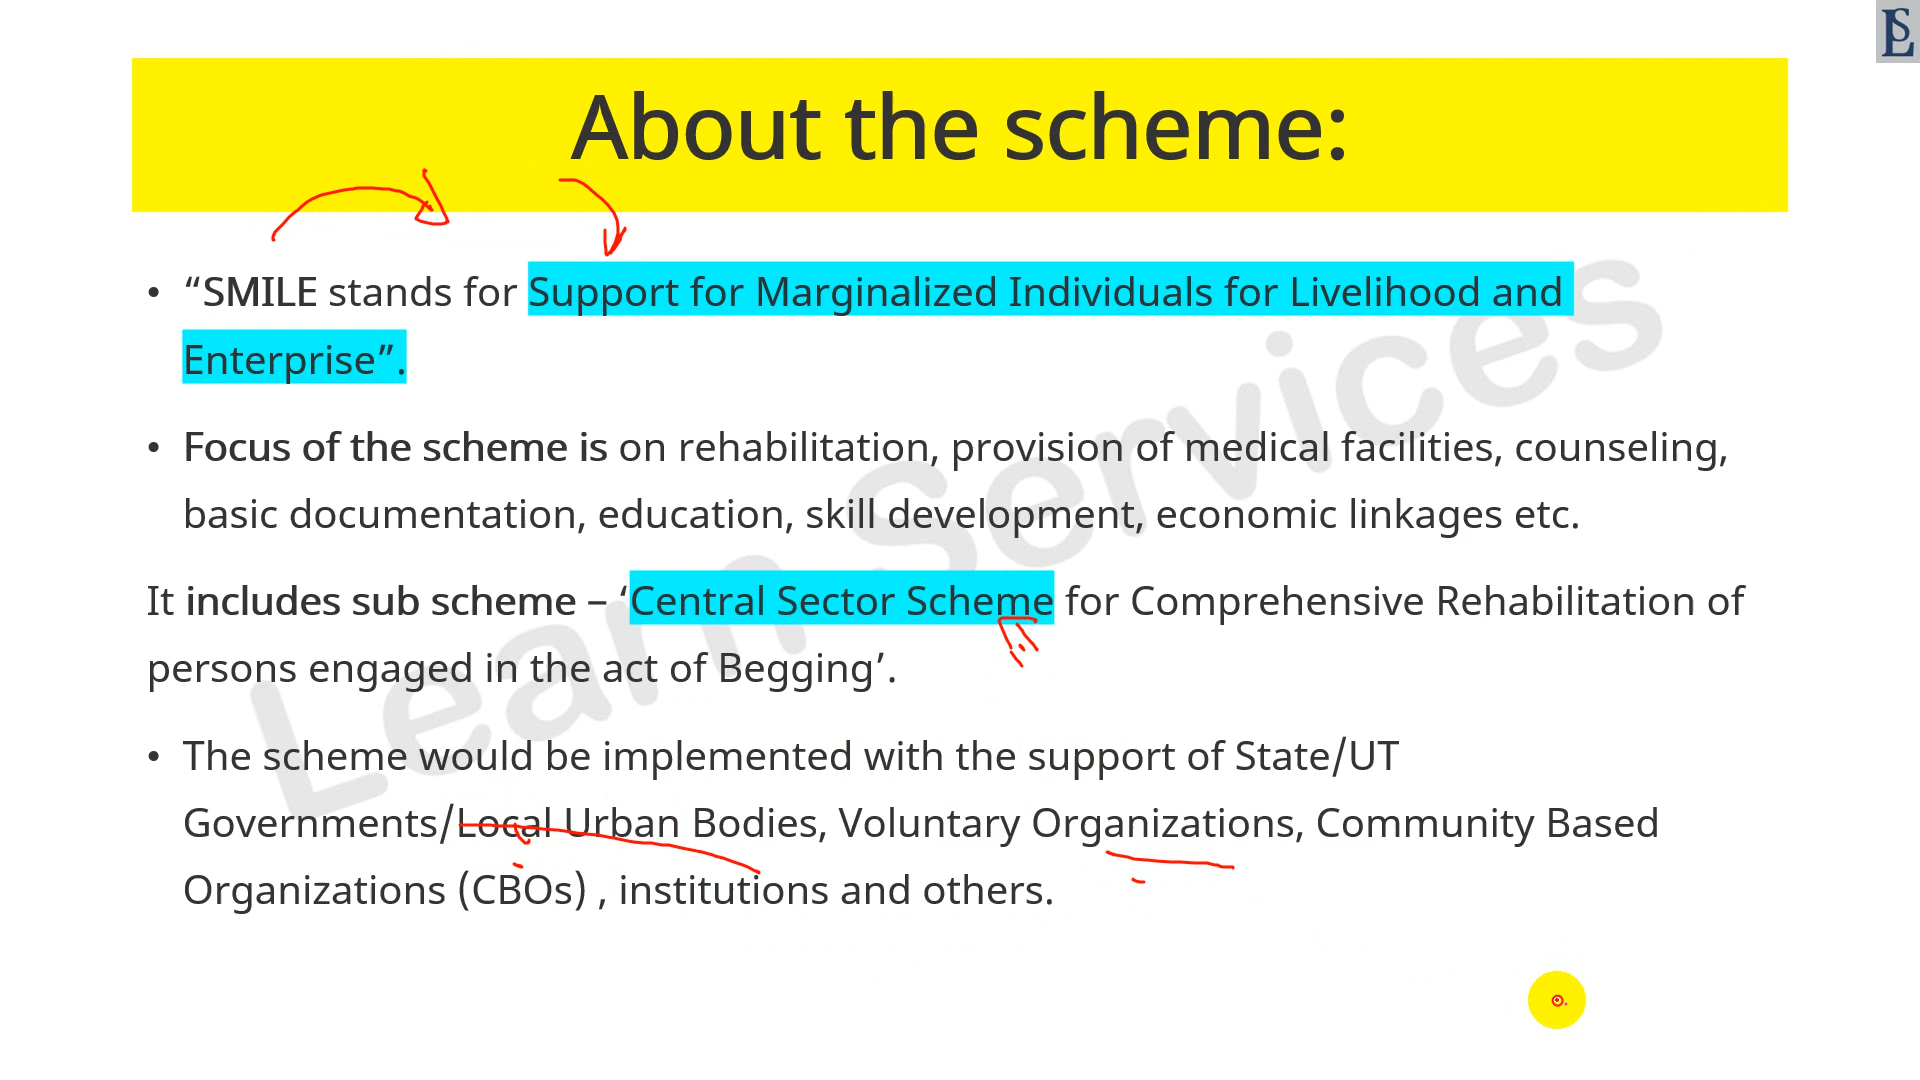 LS
About the scheme:
• “SMILE stands for Support for Marginalized Individuals for Livelihood and
Enterprise”.
• Focus of the scheme is on rehabilitation, provision of medical facilities, counseling,
basic documentation, education, skill development, economic linkages etc.
It includes sub scheme – ‘Central Sector Scheme for Comprehensive Rehabilitation of
persons engaged in the act of Begging’.
• The scheme would be implemented with the support of State/UT
Governments/Local Urban Bodies, Voluntary Organizations, Community Based
Organizations (CBOs) , institutions and others.
Learn Services